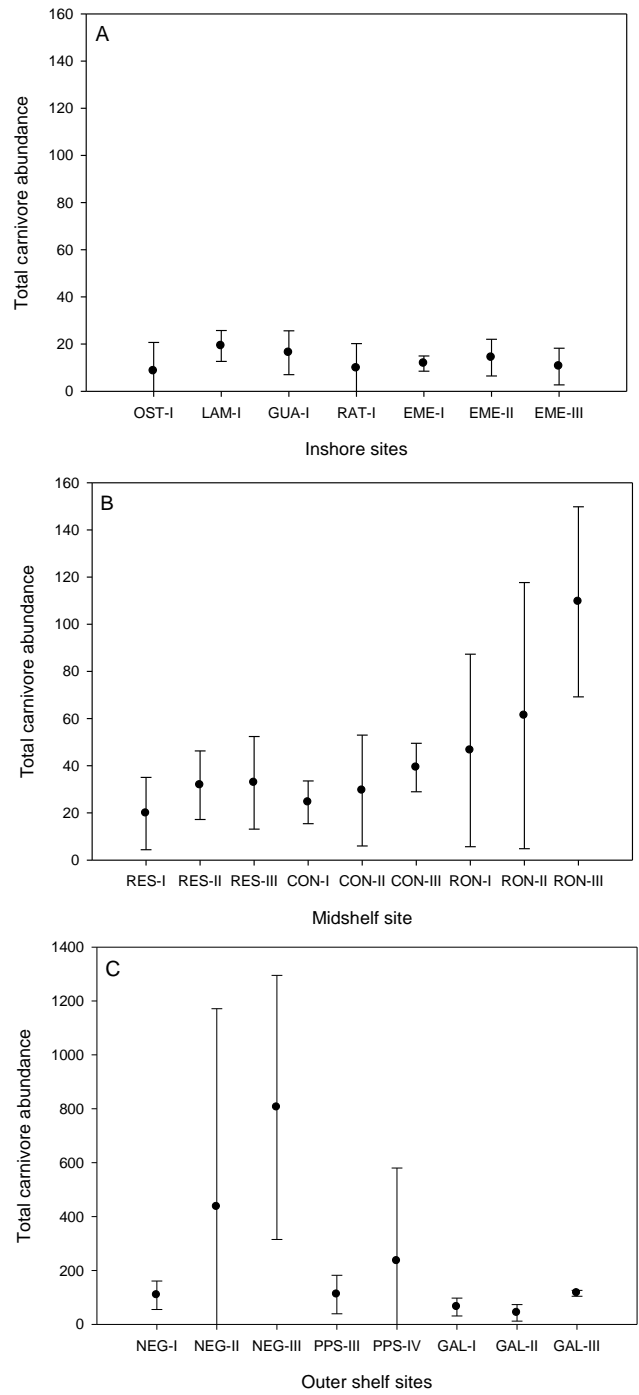 A
Total carnivore abundance
160
140
120
100
80
60
40
20
0
OST-I LAM-I GUA-I RAT-I EME-I EME-II EME-III
Inshore sites
B
Total carnivore abundance
160
140
120
100
80
60
40
20
0
RES-I RES-II RES-III CON-I CON-II CON-III RON-I RON-II RON-III
Midshelf site
C
Total carnivore abundance
1400
1200
1000
800
600
400
200
0
NEG-I NEG-II NEG-III PPS-III PPS-IV GAL-I GAL-II GAL-III
Outer shelf sites